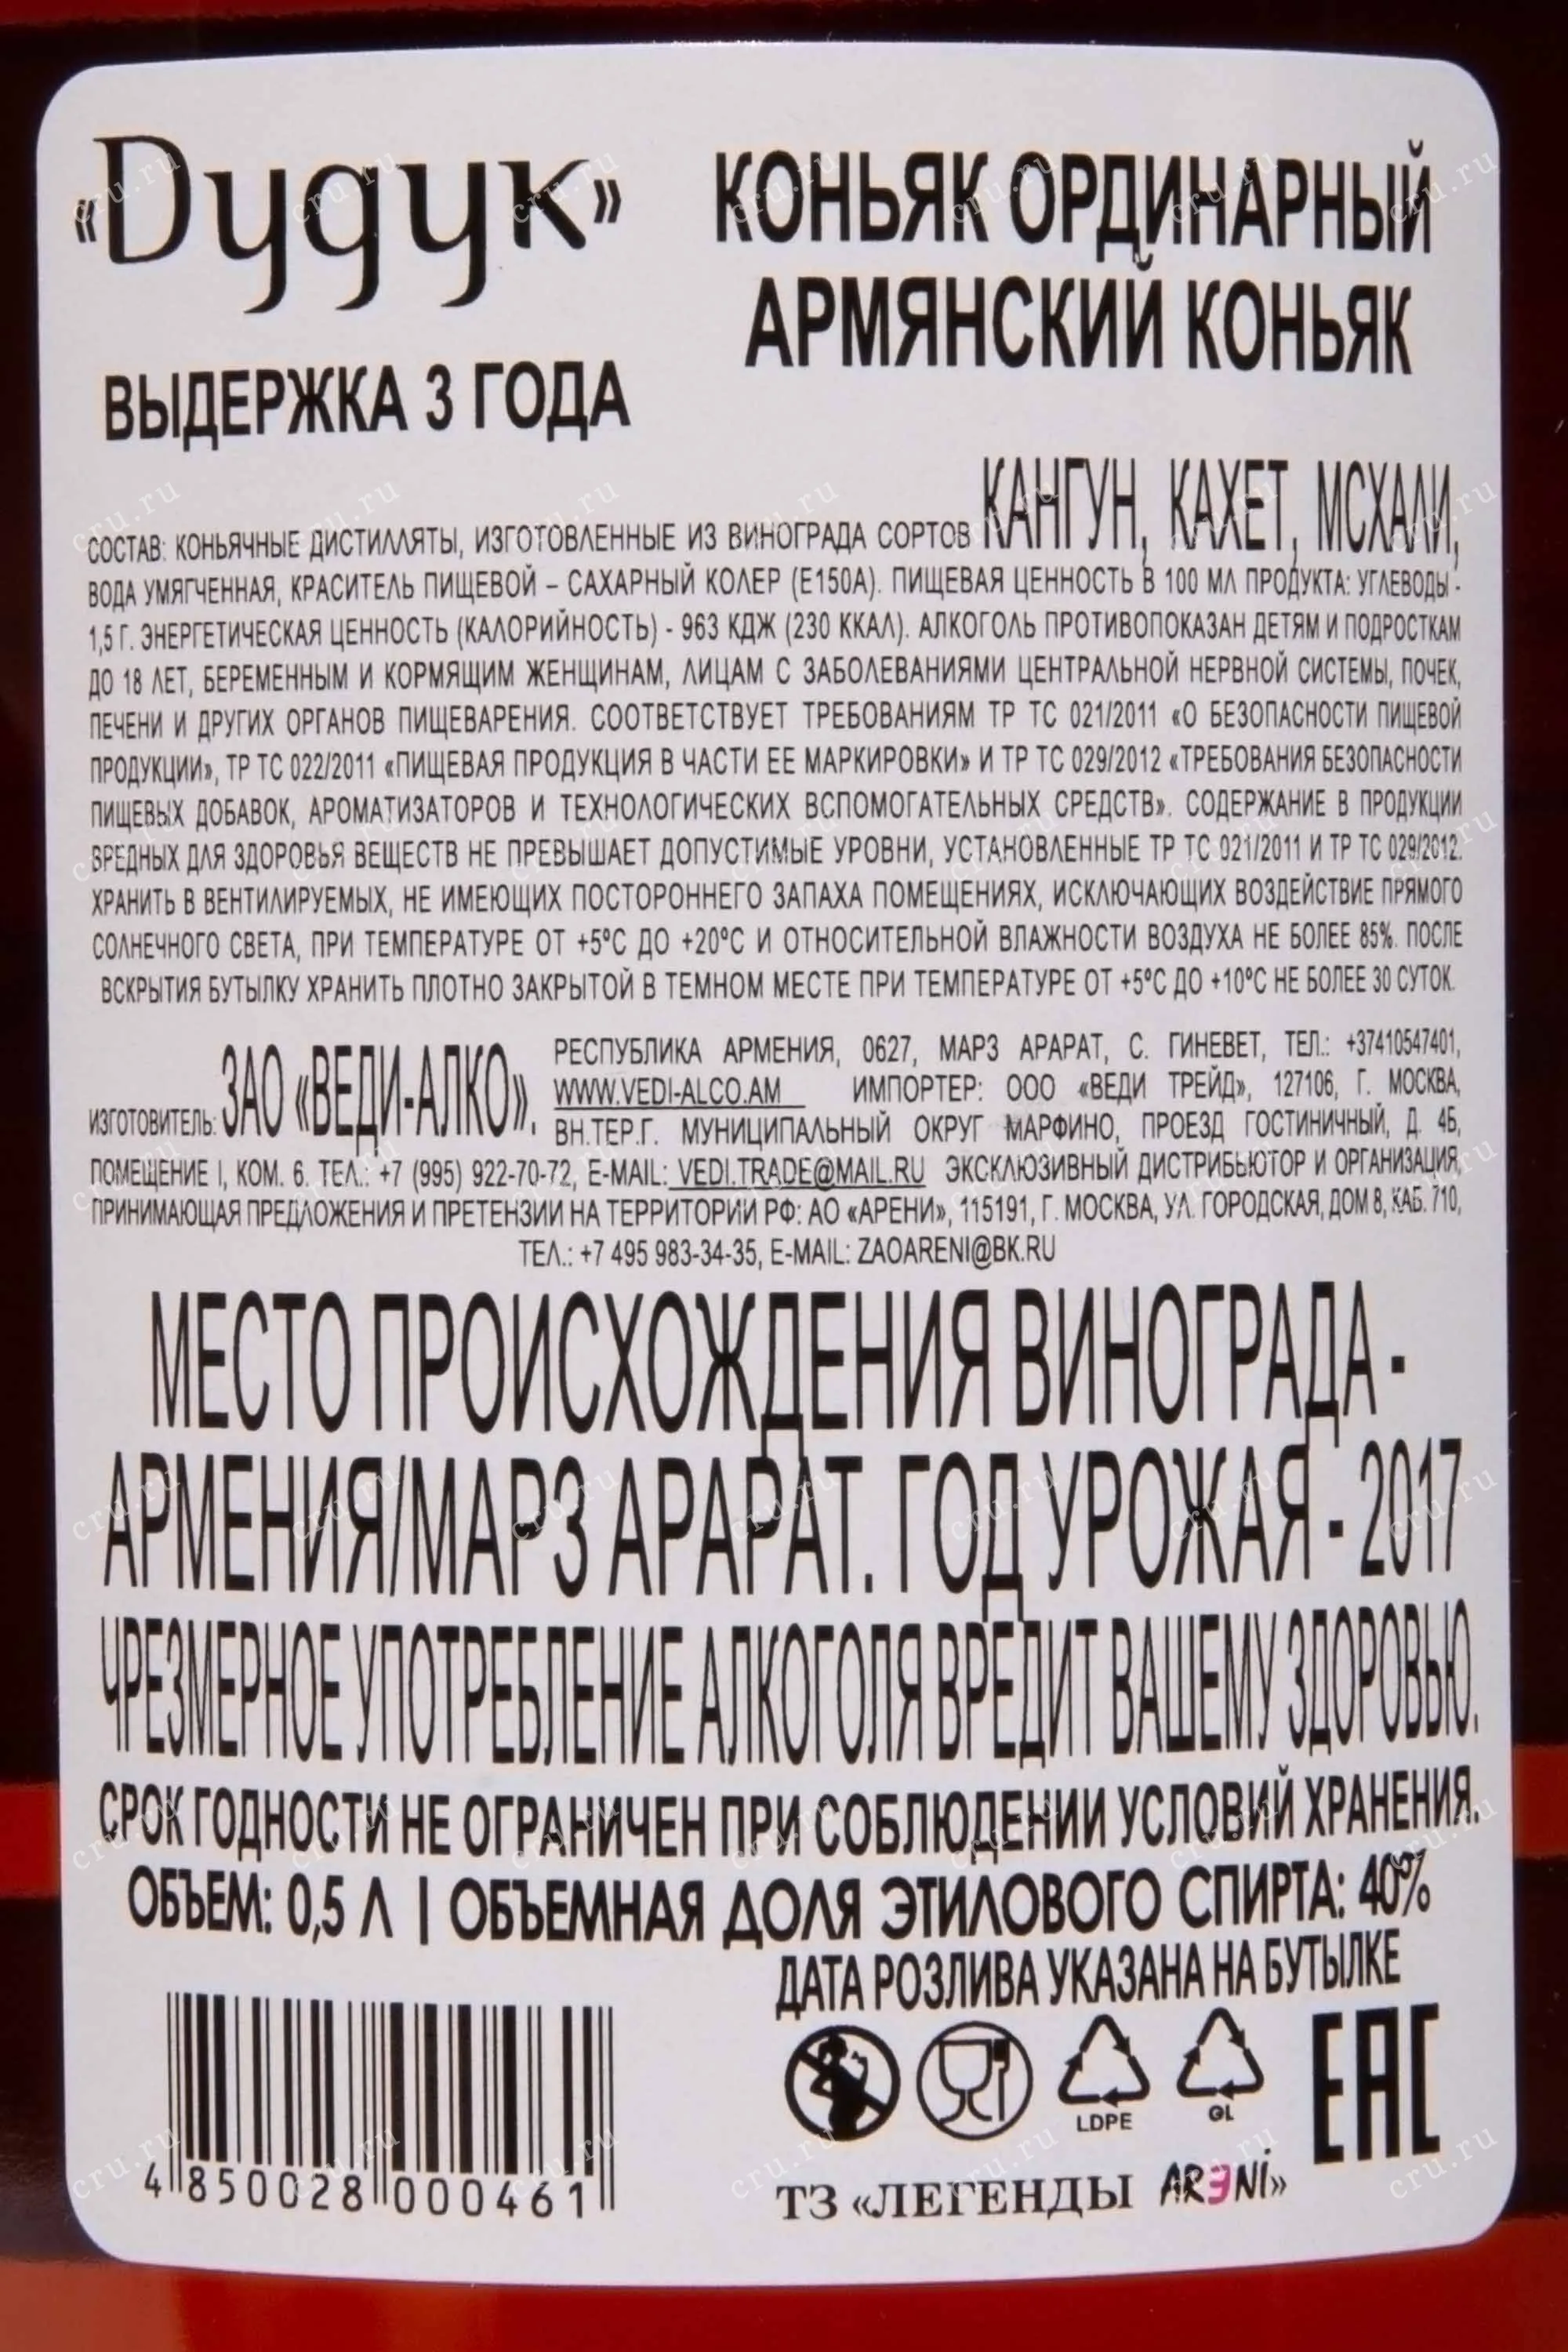 «Dygyк»
КОНЬЯК ОРДИНАРНЫЙ
АРМЯНСКИЙ КОНЬЯК
ВЫДЕРЖКА 3 ГОДА
СОСТАВ: КОНЬЯЧНЫЕ ДИСТИЛЛЯТЫ, ИЗГОТОВЛЕННЫЕ ИЗ ВИНОГРАДА СОРТОВ КАНГУН, КАХЕТ, МСХАЛИ,
ВОДА УМЯГЧЕННАЯ, КРАСИТЕЛЬ ПИЩЕВОЙ – САХАРНЫЙ КОЛЕР (Е150А). ПИЩЕВАЯ ЦЕННОСТЬ В 100 МЛ ПРОДУКТА: УГЛЕВОДЫ -
1,5 Г. ЭНЕРГЕТИЧЕСКАЯ ЦЕННОСТЬ (КАЛОРИЙНОСТЬ) - 963 КДЖ (230 ККАЛ). АЛКОГОЛЬ ПРОТИВОПОКАЗАН ДЕТЯМ И ПОДРОСТКАМ
ДО 18 ЛЕТ, БЕРЕМЕННЫМ И КОРМЯЩИМ ЖЕНЩИНАМ, ЛИЦАМ С ЗАБОЛЕВАНИЯМИ ЦЕНТРАЛЬНОЙ НЕРВНОЙ СИСТЕМЫ, ПОЧЕК,
ПЕЧЕНИ И ДРУГИХ ОРГАНОВ ПИЩЕВАРЕНИЯ. СООТВЕТСТВУЕТ ТРЕБОВАНИЯМ ТР ТС 021/2011 «О БЕЗОПАСНОСТИ ПИЩЕВОЙ
ПРОДУКЦИИ», ТР ТС 022/2011 «ПИЩЕВАЯ ПРОДУКЦИЯ В ЧАСТИ ЕЕ МАРКИРОВКИ» И ТР ТС 029/2012 «ТРЕБОВАНИЯ БЕЗОПАСНОСТИ
ПИЩЕВЫХ ДОБАВОК, АРОМАТИЗАТОРОВ И ТЕХНОЛОГИЧЕСКИХ ВСПОМОГАТЕЛЬНЫХ СРЕДСТВ». СОДЕРЖАНИЕ В ПРОДУКЦИИ
ВРЕДНЫХ ДЛЯ ЗДОРОВЬЯ ВЕЩЕСТВ НЕ ПРЕВЫШАЕТ ДОПУСТИМЫЕ УРОВНИ, УСТАНОВЛЕННЫЕ ТР ТС 021/2011 И ТР ТС 029/2012.
ХРАНИТЬ В ВЕНТИЛИРУЕМЫХ, НЕ ИМЕЮЩИХ ПОСТОРОННЕГО ЗАПАХА ПОМЕЩЕНИЯХ, ИСКЛЮЧАЮЩИХ ВОЗДЕЙСТВИЕ ПРЯМОГО
СОЛНЕЧНОГО СВЕТА, ПРИ ТЕМПЕРАТУРЕ ОТ +5°С ДО +20°С И ОТНОСИТЕЛЬНОЙ ВЛАЖНОСТИ ВОЗДУХА НЕ БОЛЕЕ 85%. ПОСЛЕ
ВСКРЫТИЯ БУТЫЛКУ ХРАНИТЬ ПЛОТНО ЗАКРЫТОЙ В ТЕМНОМ МЕСТЕ ПРИ ТЕМПЕРАТУРЕ ОТ +5°С ДО +10°С НЕ БОЛЕЕ 30 СУТОК.
ИЗГОТОВИТЕЛЬ: ЗАО «ВЕДИ-АЛКО».
РЕСПУБЛИКА АРМЕНИЯ, 0627, МАРЗ АРАРАТ, С. ГИНЕВЕТ, ТЕЛ.: +37410547401,
WWW.VEDI-ALCO.AM ИМПОРТЕР: ООО «ВЕДИ ТРЕЙД», 127106, Г. МОСКВА,
ВН.ТЕР.Г. МУНИЦИПАЛЬНЫЙ ОКРУГ МАРФИНО, ПРОЕЗД ГОСТИНИЧНЫЙ, Д. 4Б,
ПОМЕЩЕНИЕ I, КОМ. 6. ТЕЛ.: +7 (995) 922-70-72, E-MAIL: VEDI.TRADE@MAIL.RU ЭКСКЛЮЗИВНЫЙ ДИСТРИБЬЮТОР И ОРГАНИЗАЦИЯ,
ПРИНИМАЮЩАЯ ПРЕДЛОЖЕНИЯ И ПРЕТЕНЗИИ НА ТЕРРИТОРИИ РФ: АО «АРЕНИ», 115191, Г. МОСКВА, УЛ. ГОРОДСКАЯ, ДОМ 8, КАБ. 710,
ТЕЛ.: +7 495 983-34-35, E-MAIL: ZAOARENI@BK.RU
МЕСТО ПРОИСХОЖДЕНИЯ ВИНОГРАДА -
АРМЕНИЯ/МАРЗ АРАРАТ. ГОД УРОЖАЯ - 2017
ЧРЕЗМЕРНОЕ УПОТРЕБЛЕНИЕ АЛКОГОЛЯ ВРЕДИТ ВАШЕМУ ЗДОРОВЬЮ.
СРОК ГОДНОСТИ НЕ ОГРАНИЧЕН ПРИ СОБЛЮДЕНИИ УСЛОВИЙ ХРАНЕНИЯ.
ОБЪЕМ: 0,5 Л | ОБЪЕМНАЯ ДОЛЯ ЭТИЛОВОГО СПИРТА: 40%
ДАТА РОЗЛИВА УКАЗАНА НА БУТЫЛКЕ
LDPE
GL
ЕАС
4 850028 000461
ТЗ «ЛЕГЕНДЫ ARЭNi»
cru.ru